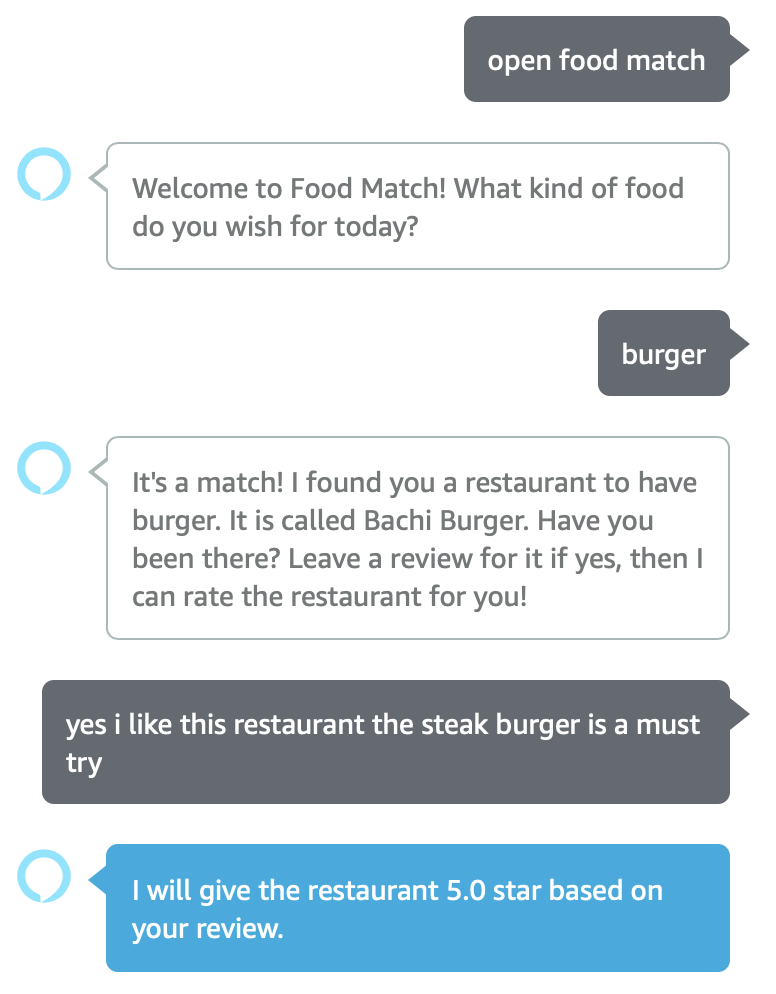 open food match
Welcome to Food Match! What kind of food
do you wish for today?
burger
It's a match! I found you a restaurant to have
burger. It is called Bachi Burger. Have you
been there? Leave a review for it if yes, then I
can rate the restaurant for you!
yes i like this restaurant the steak burger is a must
try
I will give the restaurant 5.0 star based on
your review.